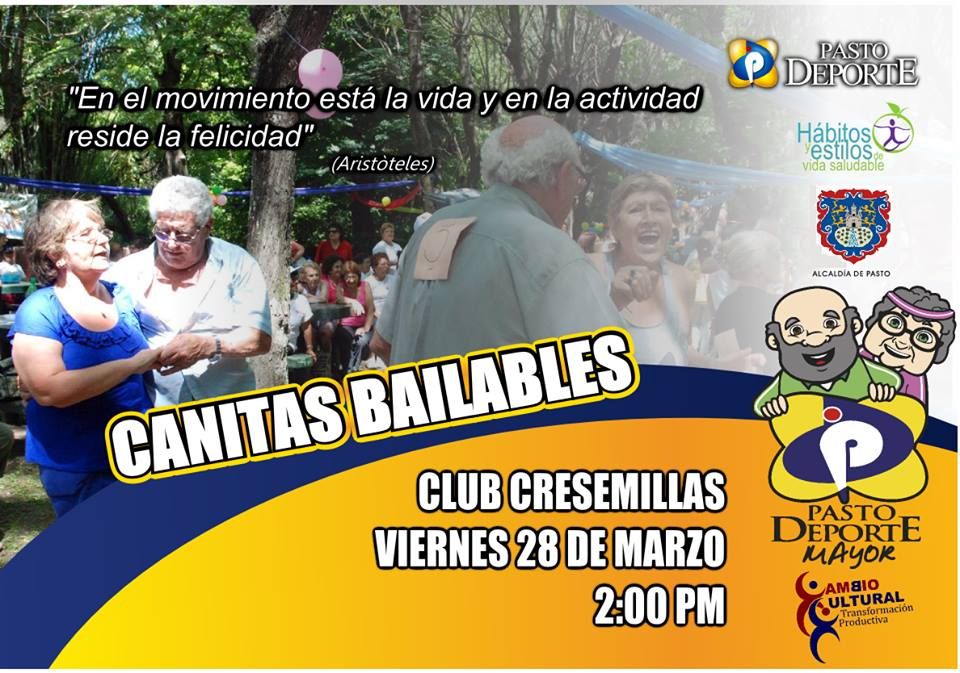 "En el movimiento está la vida y en la actividad
reside la felicidad"
(Aristòteles)
PASTO
DEPORTE
Hábitos
y estilos de
vida saludable
ALCALDÍA DE PASTO
CANITAS BAILABLES
CLUB CRESEMILLAS
VIERNES 28 DE MARZO
2:00 PM
PASTO
DEPORTE
MAYOR
CAMBIO
CULTURAL
Transformación
Productiva